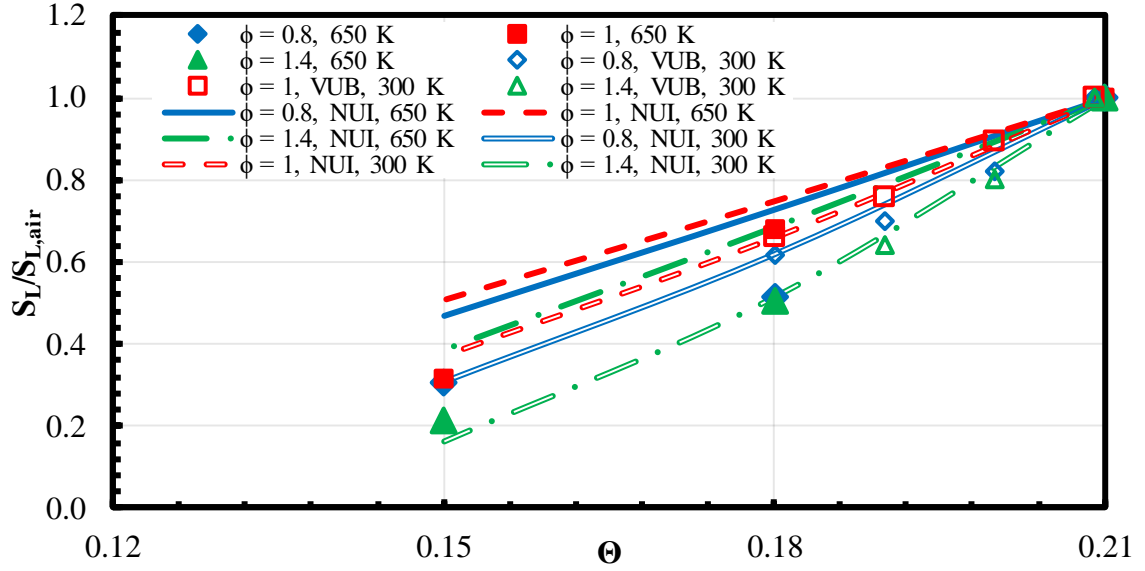 1.2
ϕ = 0.8, 650 K ϕ = 1, 650 K
ϕ = 1.4, 650 K ϕ = 0.8, VUB, 300 K
ϕ = 1, VUB, 300 K ϕ = 1.4, VUB, 300 K
ϕ = 0.8, NUI, 650 K ϕ = 1, NUI, 650 K
ϕ = 1.4, NUI, 650 K ϕ = 0.8, NUI, 300 K
ϕ = 1, NUI, 300 K ϕ = 1.4, NUI, 300 K
1.0
0.8
0.6
0.4
0.2
0.0
S_L/S_L,air
0.12 0.15 0.18 0.21
Θ